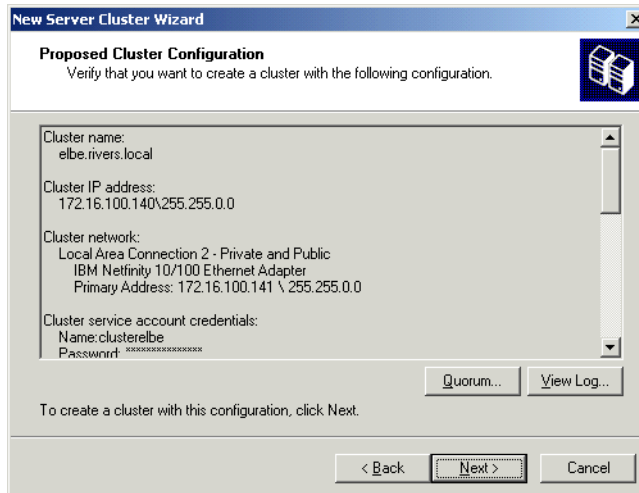 New Server Cluster Wizard
Proposed Cluster Configuration
Verify that you want to create a cluster with the following configuration.
Cluster name:
elbe.rivers.local
Cluster IP address:
172.16.100.140\255.255.0.0
Cluster network:
Local Area Connection 2 - Private and Public
IBM Netfinity 10/100 Ethernet Adapter
Primary Address: 172.16.100.141 \ 255.255.0.0
Cluster service account credentials:
Name:clusterelbe
Password: ***************
Quorum... View Log...
To create a cluster with this configuration, click Next.
< Back Next > Cancel